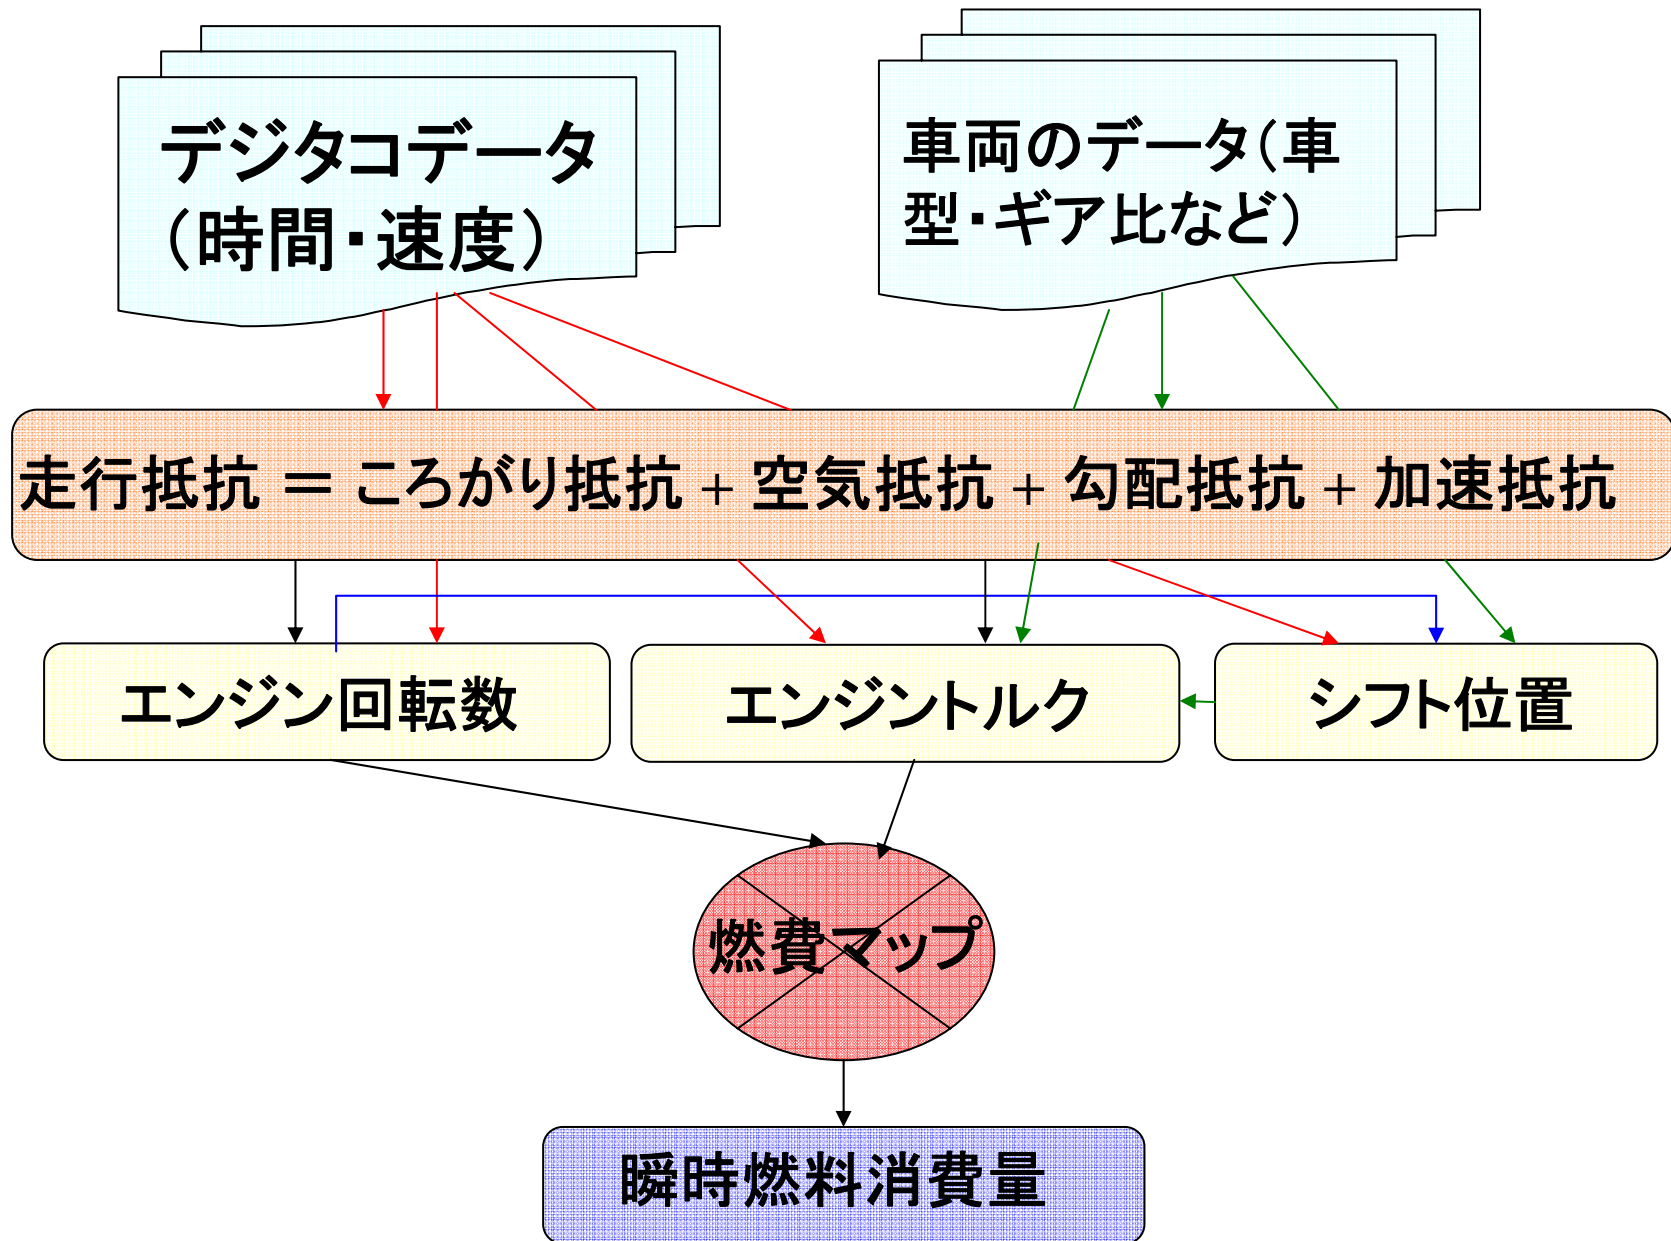 デジタコデータ
（時間・速度）
車両のデータ（車
型・ギア比など）
走行抵抗 ＝ ころがり抵抗 + 空気抵抗 + 勾配抵抗 + 加速抵抗
エンジン回転数
エンジントルク
シフト位置
燃費マップ
瞬時燃料消費量